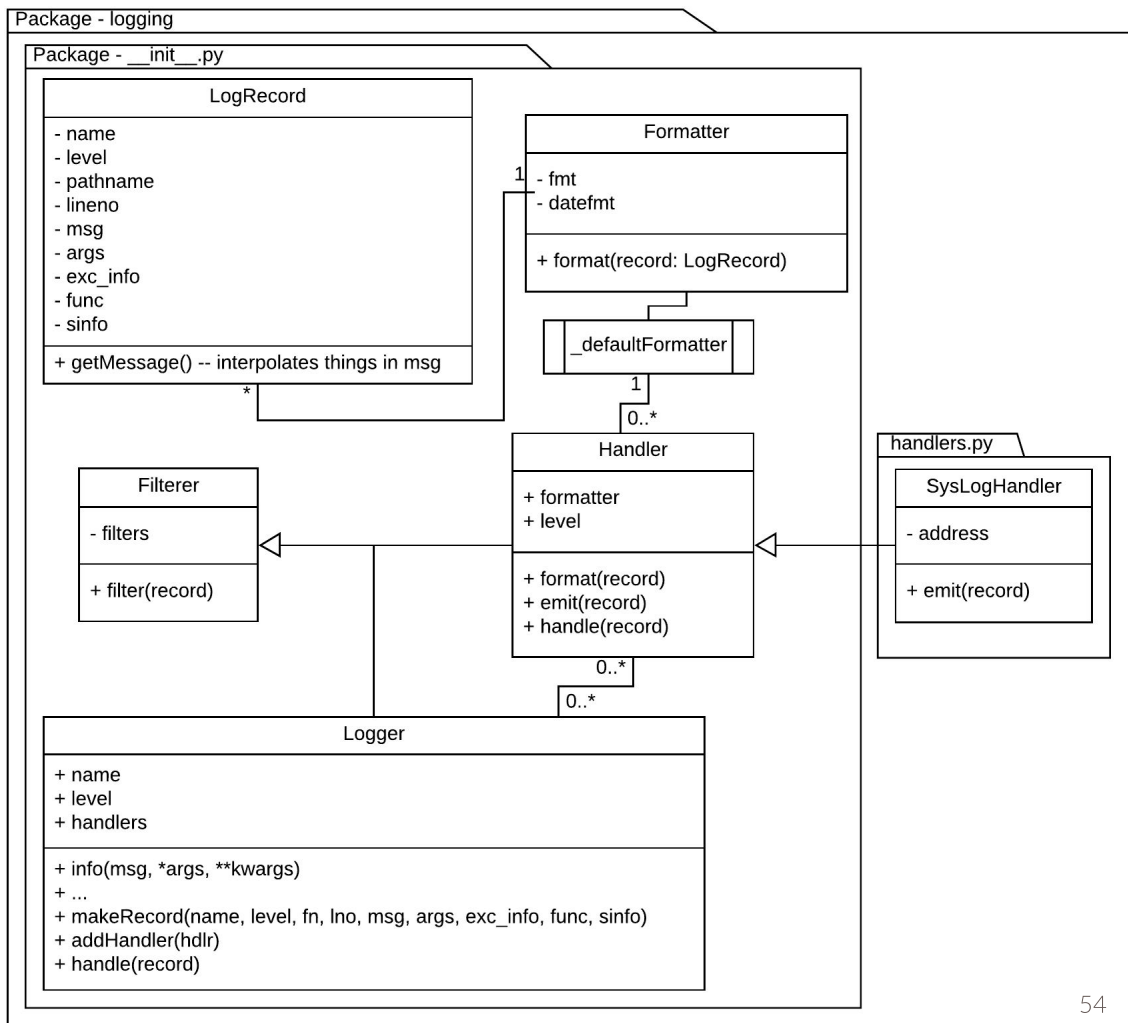 Package - logging
Package - __init__.py
LogRecord
- name
- level
- pathname
- lineno
- msg
- args
- exc_info
- func
- sinfo
+ getMessage() -- interpolates things in msg
*
Formatter
1
- fmt
- datefmt
+ format(record: LogRecord)
_defaultFormatter
1
0..*
Handler
+ formatter
+ level
+ format(record)
+ emit(record)
+ handle(record)
0..*
0..*
Filterer
- filters
+ filter(record)
handlers.py
SysLogHandler
- address
+ emit(record)
Logger
+ name
+ level
+ handlers
+ info(msg, *args, **kwargs)
+ ...
+ makeRecord(name, level, fn, lno, msg, args, exc_info, func, sinfo)
+ addHandler(hdlr)
+ handle(record)
54